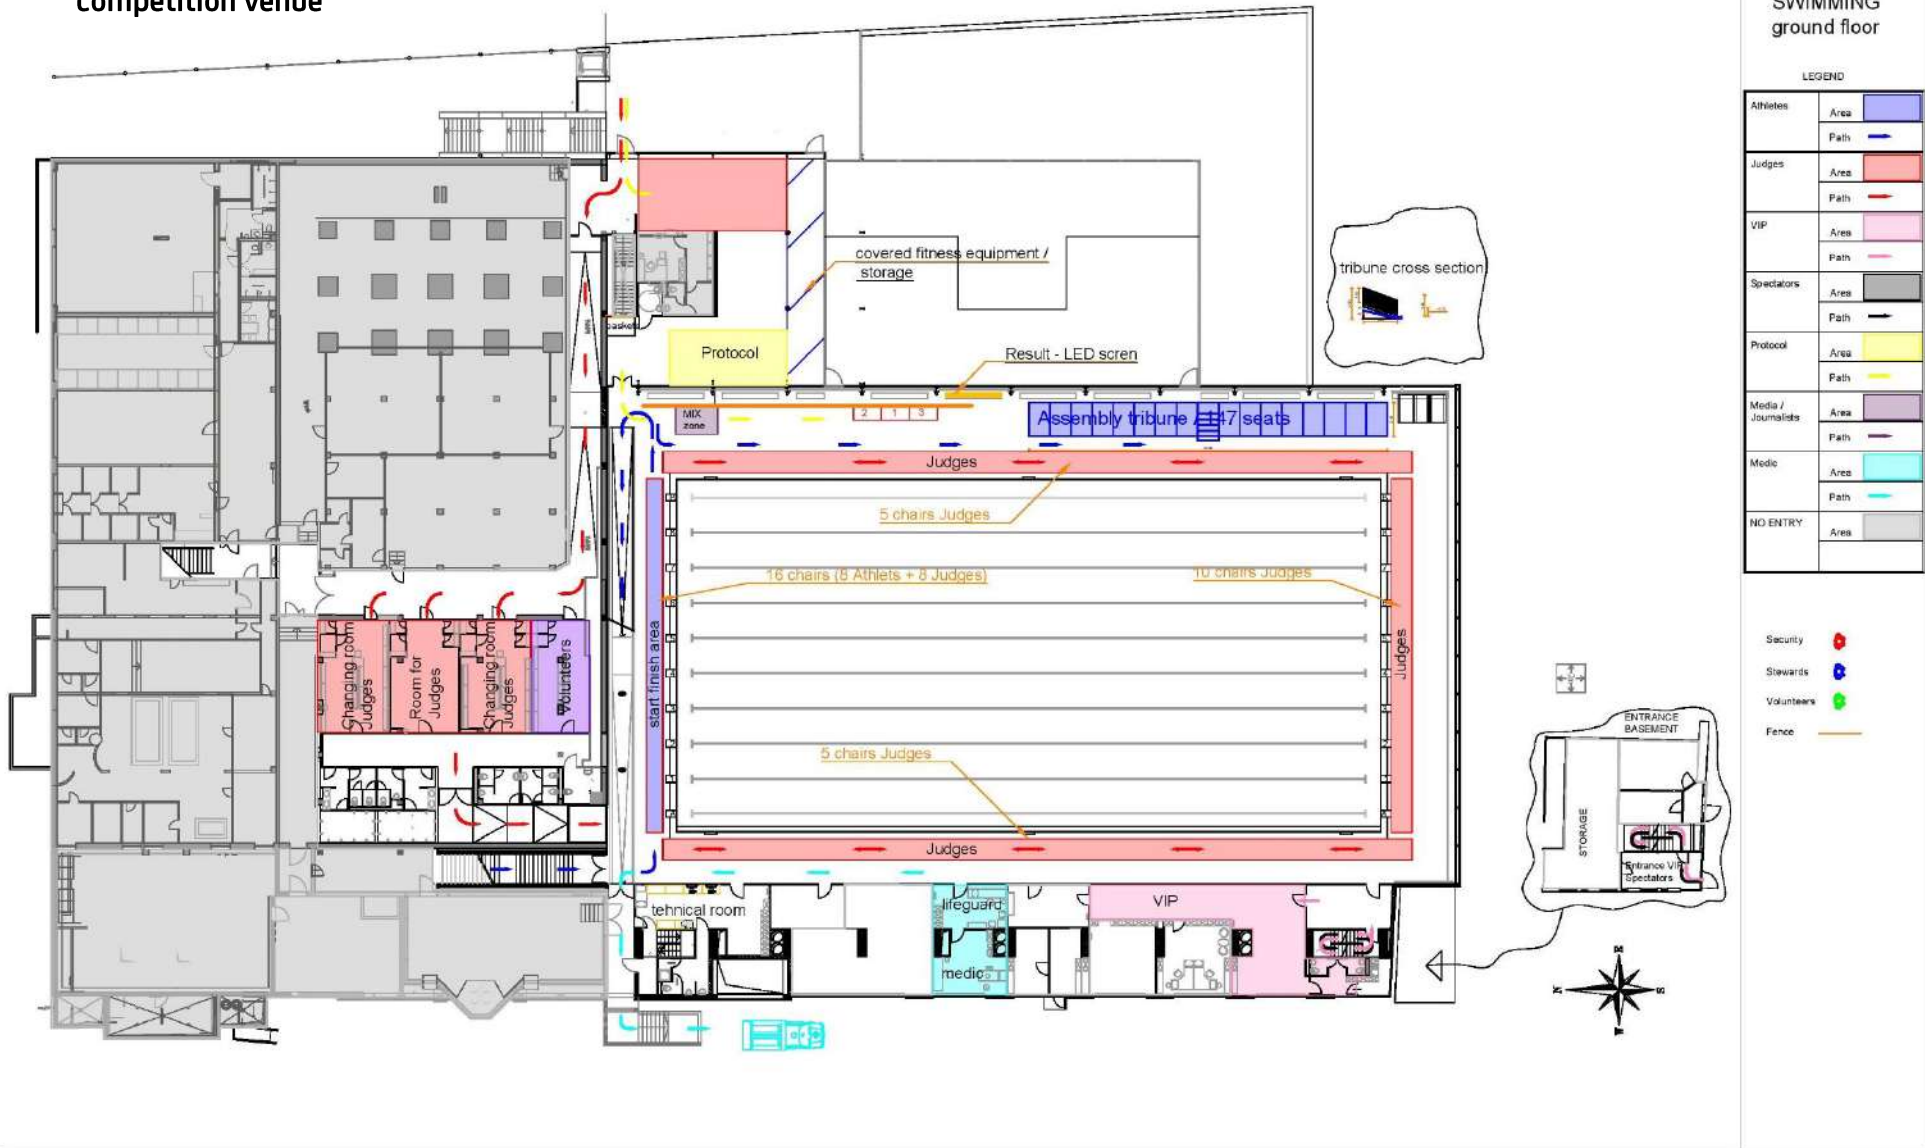 competition venue
SWIMMING
ground floor
LEGEND
Athletes
Area
Path
Judges
Area
Path
VIP
Area
Path
Spectators
Area
Path
Protocol
Area
Path
Media /
Journalists
Area
Path
Medic
Area
Path
NO ENTRY
Area
Security
Stewards
Volunteers
Fence
covered fitness equipment /
storage
tribune cross section
Protocol
Result - LED scren
MIX
zone
2 1 3
Assembly tribune / 147 seats
Judges
5 chairs Judges
16 chairs (8 Athlets + 8 Judges)
10 chairs Judges
start finish area
Judges
Changing room
Judges
Room for
Judges
Changing room
Judges
Volunteers
5 chairs Judges
Judges
tehnical room
lifeguard
medic
VIP
ENTRANCE
BASEMENT
STORAGE
Entrance VIP
Spectators
N
S